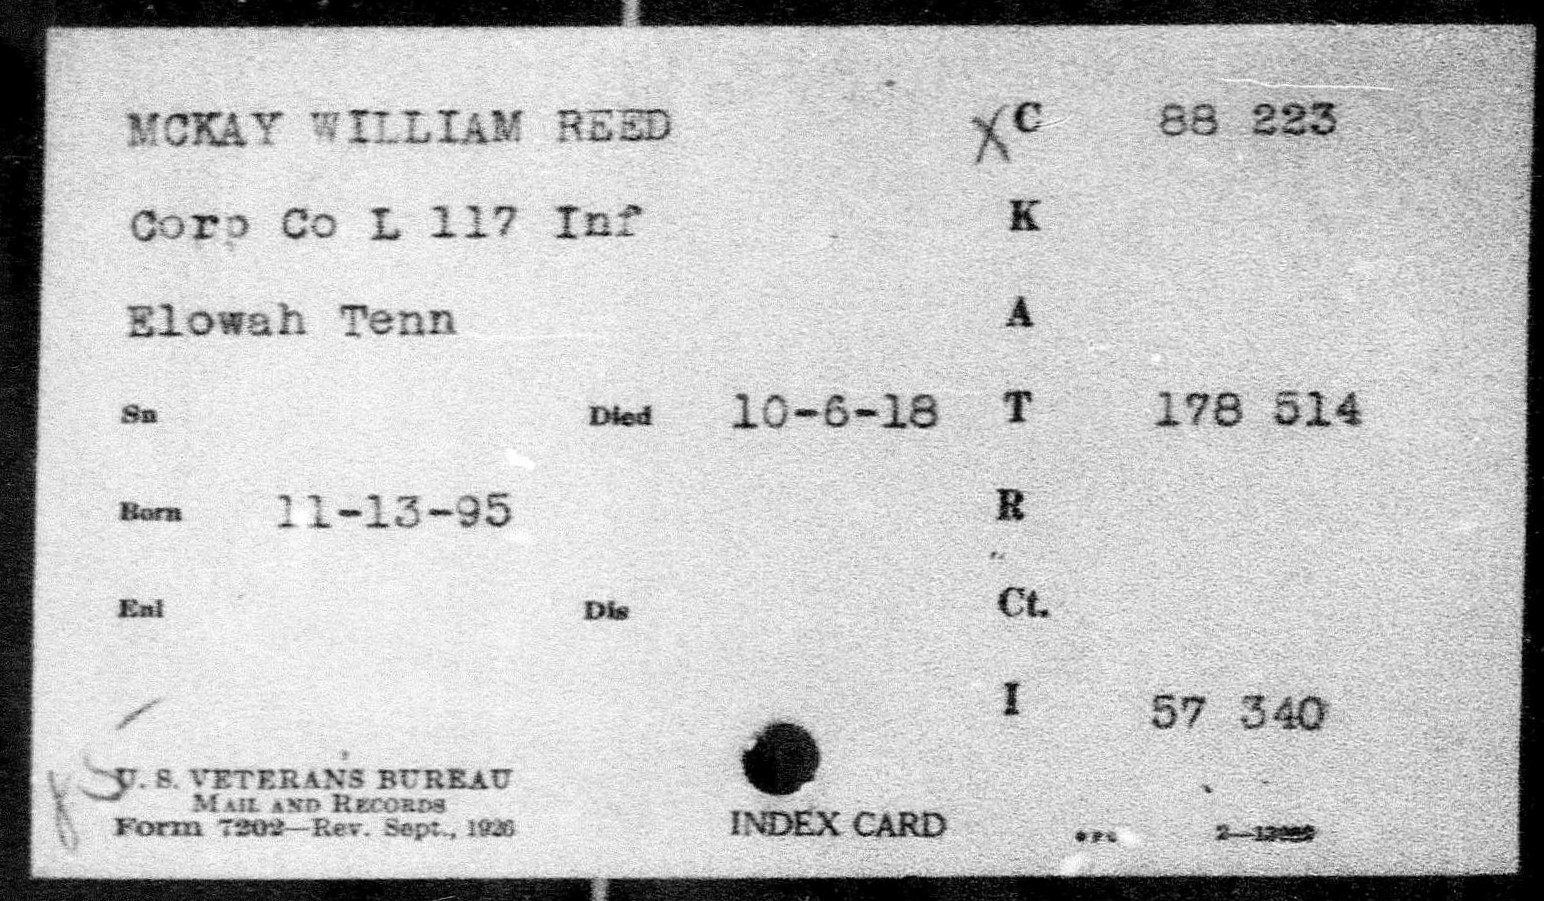 MCKAY WILLIAM REED XC 88 223
Corp Co L 117 Inf K
Elowah Tenn A
Sn Died 10-6-18 T 178 514
Born 11-13-95 R
Enl Dis Ct.
I 57 340
U. S. VETERANS BUREAU
MAIL AND RECORDS
Form 7202—Rev. Sept., 1926
INDEX CARD